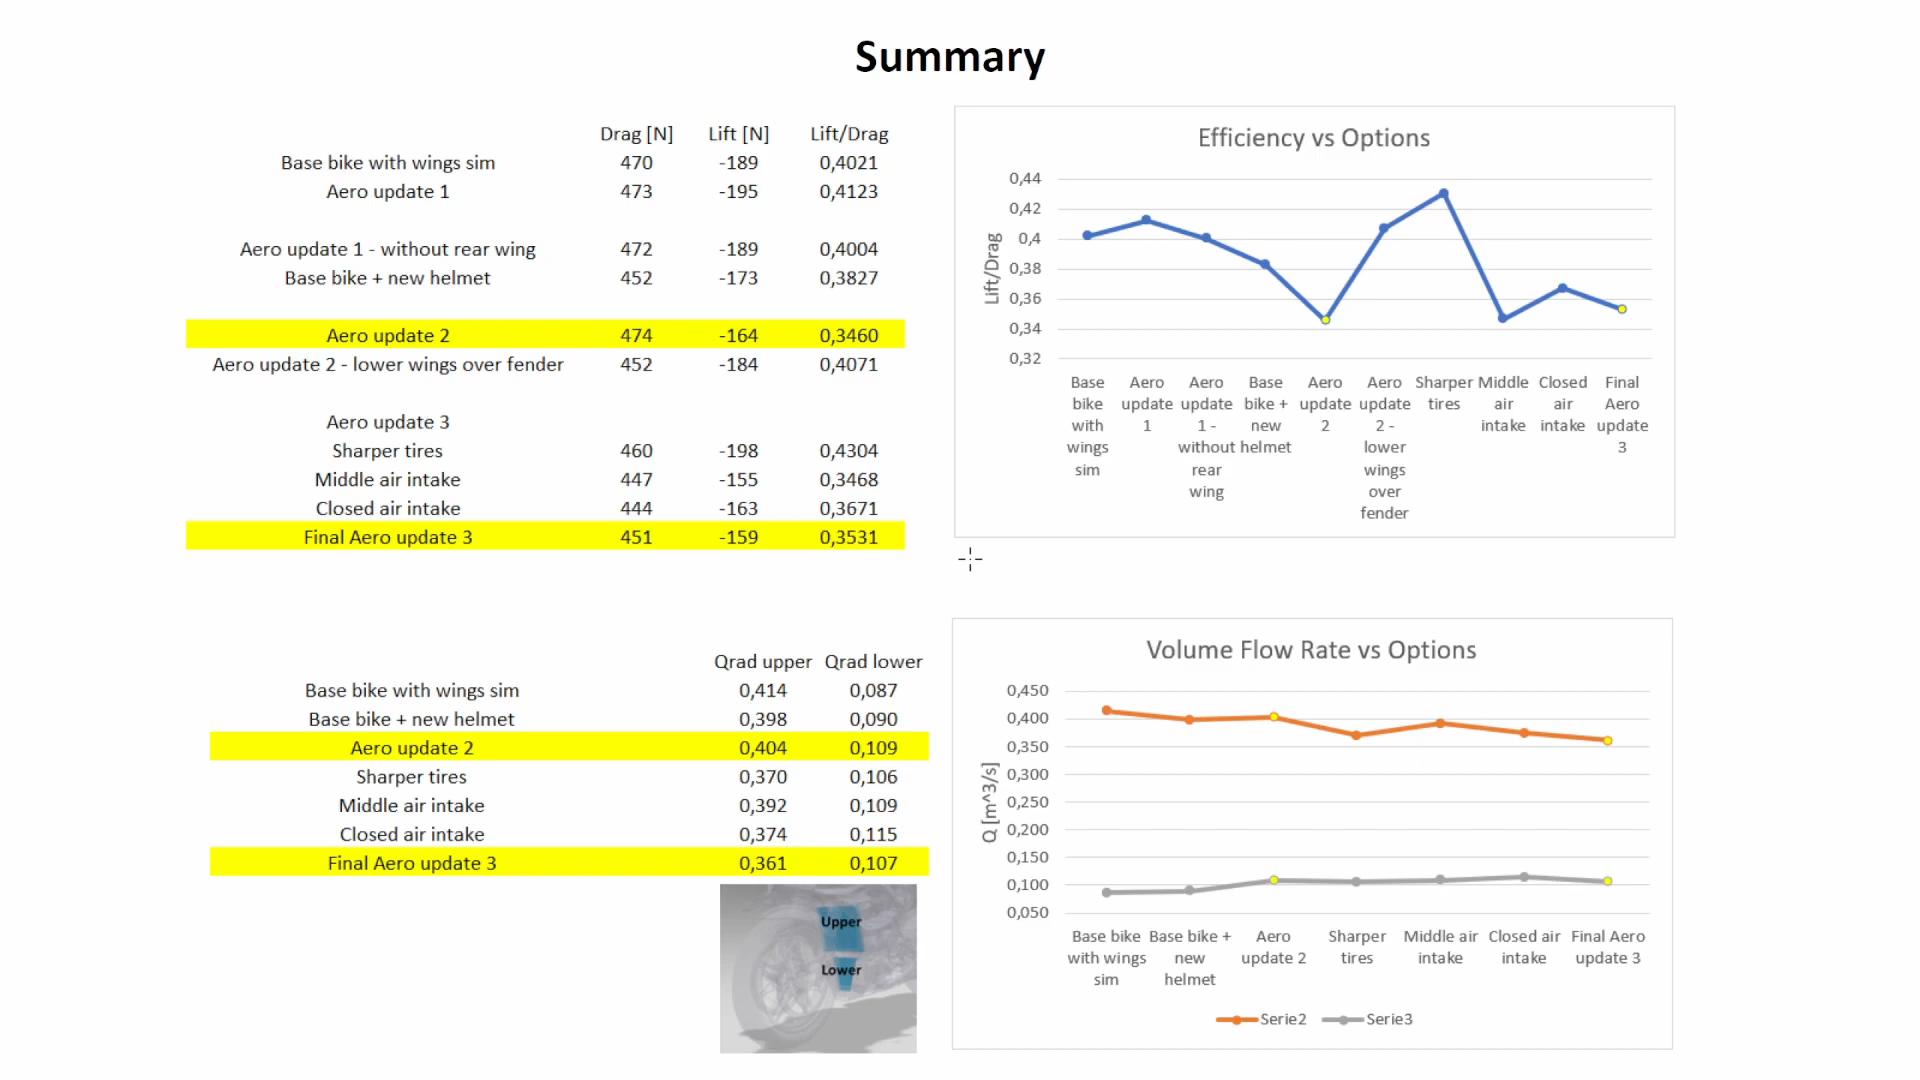 Summary
Drag [N] Lift [N] Lift/Drag
Base bike with wings sim 470 -189 0,4021
Aero update 1 473 -195 0,4123
Aero update 1 - without rear wing 472 -189 0,4004
Base bike + new helmet 452 -173 0,3827
Aero update 2 474 -164 0,3460
Aero update 2 - lower wings over fender 452 -184 0,4071
Aero update 3
Sharper tires 460 -198 0,4304
Middle air intake 447 -155 0,3468
Closed air intake 444 -163 0,3671
Final Aero update 3 451 -159 0,3531
Efficiency vs Options
Lift/Drag
0,44
0,42
0,4
0,38
0,36
0,34
0,32
Base Aero Aero Base Aero Aero Sharper Middle Closed Final
bike update update bike + update update tires air air Aero
with 1 1 - new 2 2 - intake intake update
wings without helmet lower 3
sim rear wings
wing over
fender
Qrad upper Qrad lower
Base bike with wings sim 0,414 0,087
Base bike + new helmet 0,398 0,090
Aero update 2 0,404 0,109
Sharper tires 0,370 0,106
Middle air intake 0,392 0,109
Closed air intake 0,374 0,115
Final Aero update 3 0,361 0,107
Upper
Lower
Volume Flow Rate vs Options
Q [m^3/s]
0,450
0,400
0,350
0,300
0,250
0,200
0,150
0,100
0,050
Base bike Base bike + Aero Sharper Middle air Closed air Final Aero
with wings new update 2 tires intake intake update 3
sim helmet
Serie2 Serie3